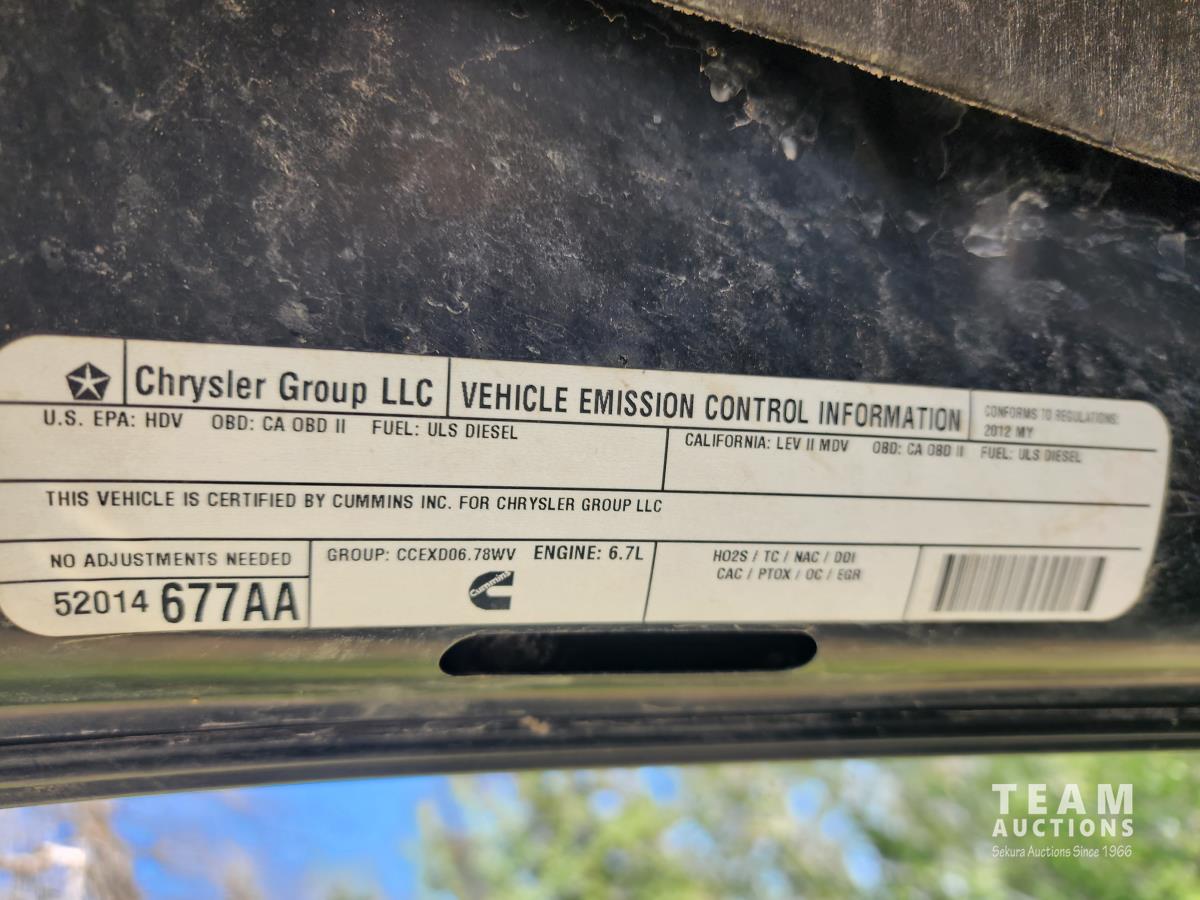 Chrysler Group LLC
VEHICLE EMISSION CONTROL INFORMATION
CONFORMS TO REGULATIONS:
2012 MY
U.S. EPA: HDV OBD: CA OBD II FUEL: ULS DIESEL
CALIFORNIA: LEV II MDV OBD: CA OBD II FUEL: ULS DIESEL
THIS VEHICLE IS CERTIFIED BY CUMMINS INC. FOR CHRYSLER GROUP LLC
NO ADJUSTMENTS NEEDED
52014 677AA
GROUP: CCEXD06.78WV ENGINE: 6.7L
Cummins
HO2S / TC / NAC / DDI
CAC / PTOX / OC / EGR
TEAM
AUCTIONS
Sekura Auctions Since 1966